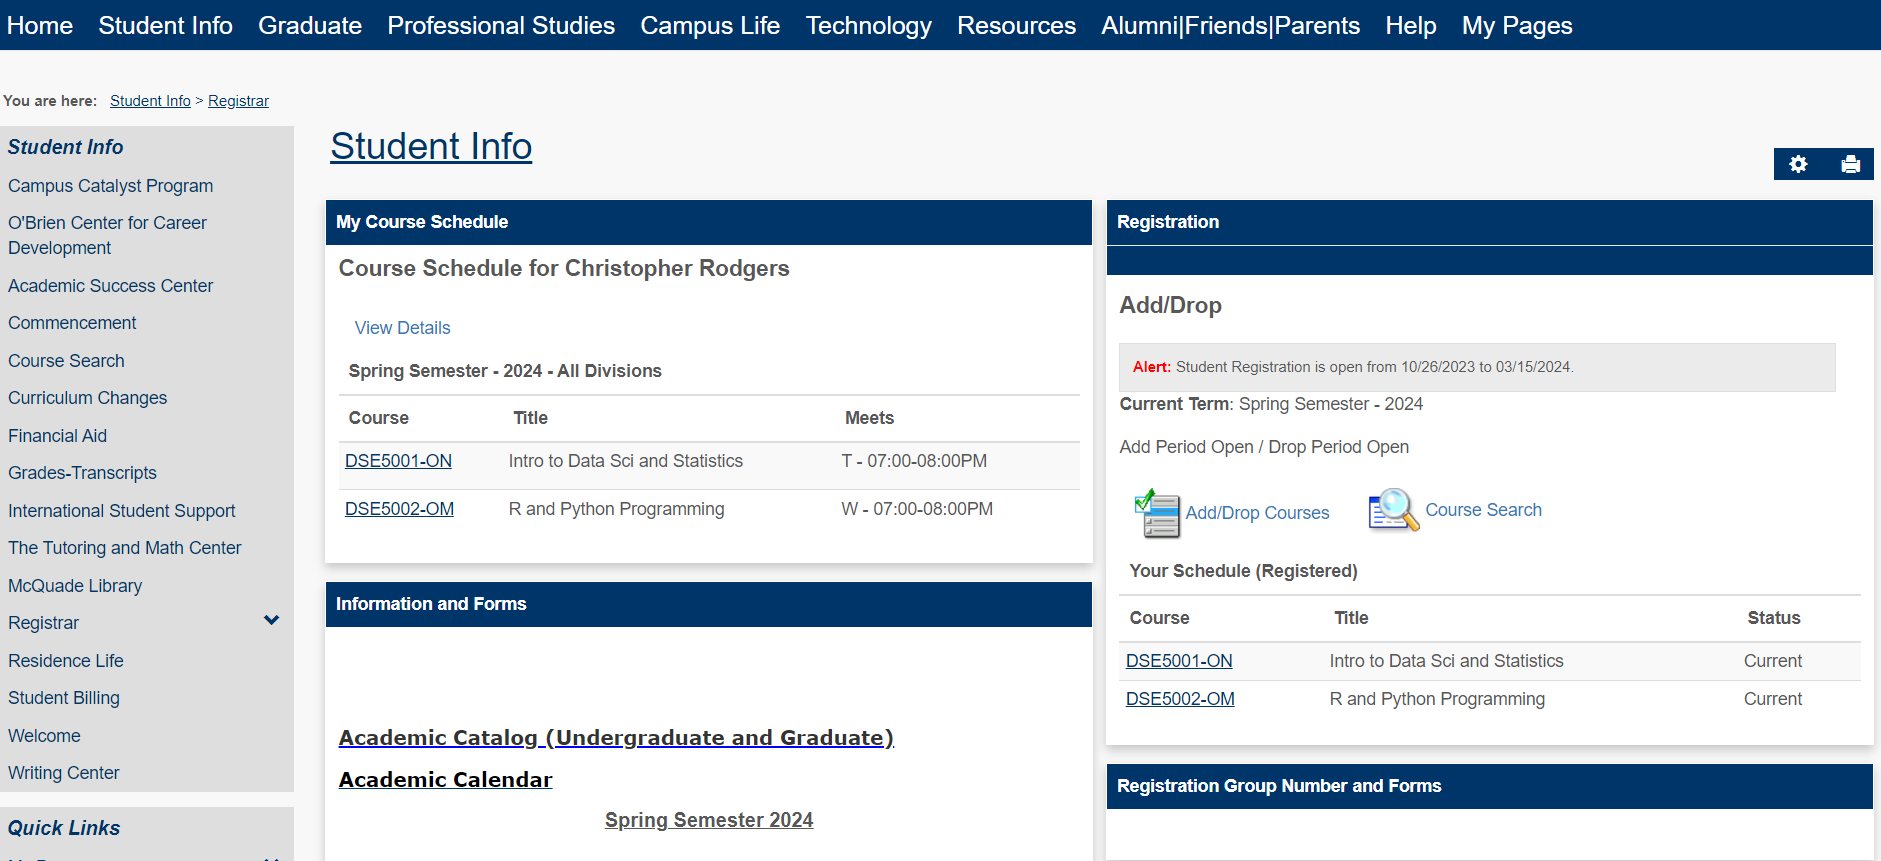 Home Student Info Graduate Professional Studies Campus Life Technology Resources Alumni|Friends|Parents Help My Pages
You are here: Student Info > Registrar
Student Info
Campus Catalyst Program
O'Brien Center for Career
Development
Academic Success Center
Commencement
Course Search
Curriculum Changes
Financial Aid
Grades-Transcripts
International Student Support
The Tutoring and Math Center
McQuade Library
Registrar
Residence Life
Student Billing
Welcome
Writing Center
Quick Links
Student Info
My Course Schedule
Course Schedule for Christopher Rodgers
View Details
Spring Semester - 2024 - All Divisions
Course Title Meets
DSE5001-ON Intro to Data Sci and Statistics T - 07:00-08:00PM
DSE5002-OM R and Python Programming W - 07:00-08:00PM
Information and Forms
Academic Catalog (Undergraduate and Graduate)
Academic Calendar
Spring Semester 2024
Registration
Add/Drop
Alert: Student Registration is open from 10/26/2023 to 03/15/2024.
Current Term: Spring Semester - 2024
Add Period Open / Drop Period Open
Add/Drop Courses Course Search
Your Schedule (Registered)
Course Title Status
DSE5001-ON Intro to Data Sci and Statistics Current
DSE5002-OM R and Python Programming Current
Registration Group Number and Forms